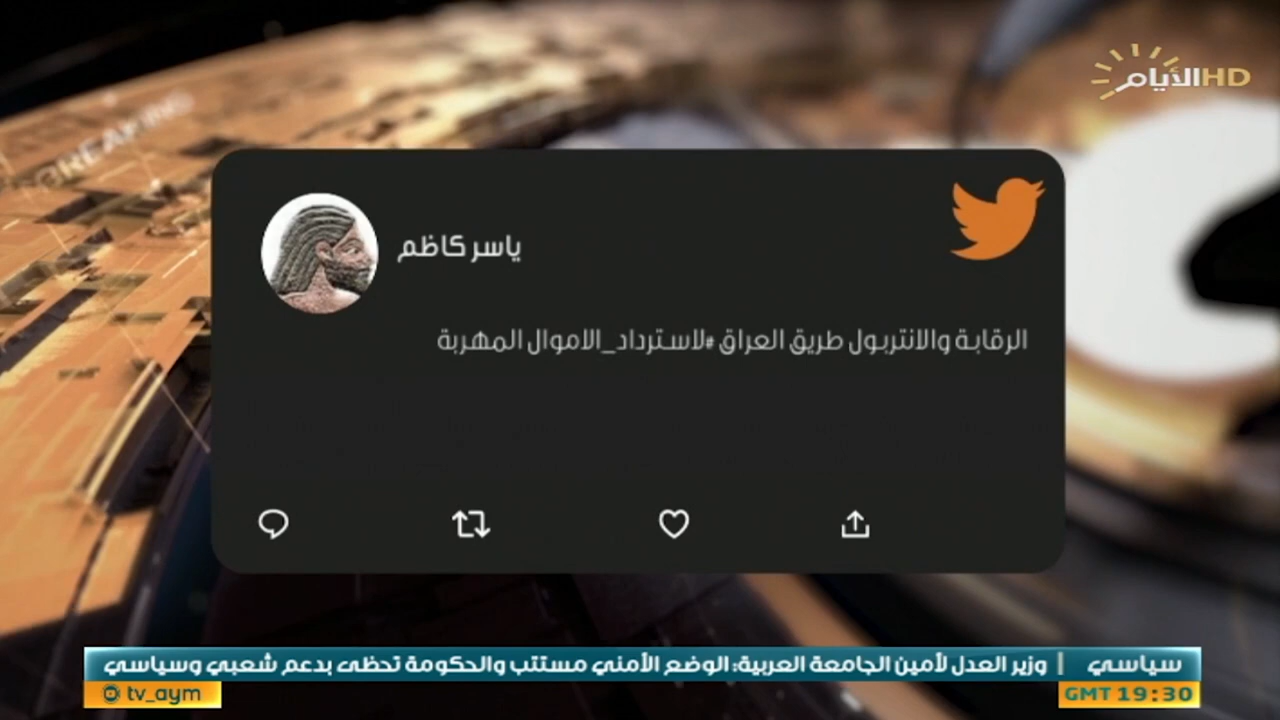 الأيام HD
ياسر كاظم
الرقابة والانتربول طريق العراق #لاسترداد_الاموال المهربة
سياسي | وزير العدل لأمين الجامعة العربية: الوضع الأمني مستتب والحكومة تحظى بدعم شعبي وسياسي
tv_aym
GMT 19:30